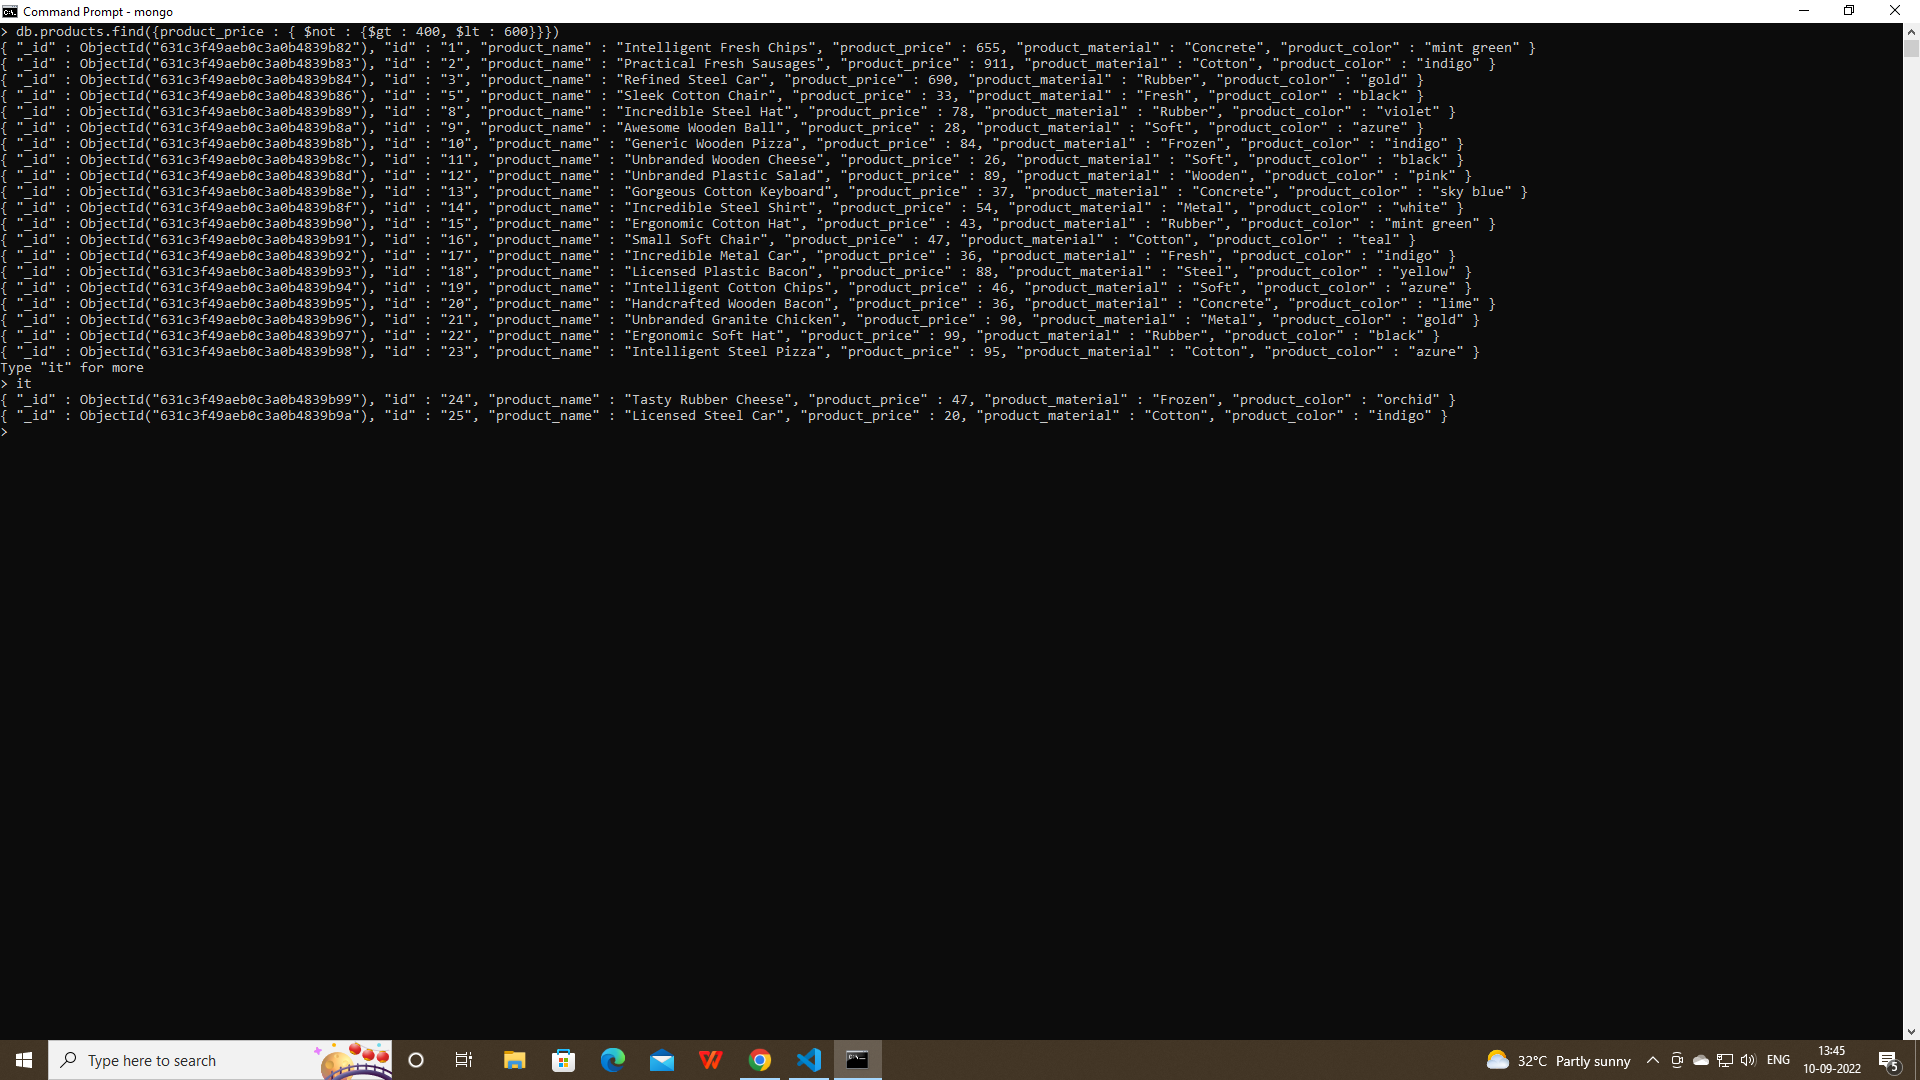 Command Prompt - mongo
> db.products.find({product_price : { $not : {$gt : 400, $lt : 600}}})
{ "_id" : ObjectId("631c3f49aeb0c3a0b4839b82"), "id" : "1", "product_name" : "Intelligent Fresh Chips", "product_price" : 655, "product_material" : "Concrete", "product_color" : "mint green" }
{ "_id" : ObjectId("631c3f49aeb0c3a0b4839b83"), "id" : "2", "product_name" : "Practical Fresh Sausages", "product_price" : 911, "product_material" : "Cotton", "product_color" : "indigo" }
{ "_id" : ObjectId("631c3f49aeb0c3a0b4839b84"), "id" : "3", "product_name" : "Refined Steel Car", "product_price" : 690, "product_material" : "Rubber", "product_color" : "gold" }
{ "_id" : ObjectId("631c3f49aeb0c3a0b4839b86"), "id" : "5", "product_name" : "Sleek Cotton Chair", "product_price" : 33, "product_material" : "Fresh", "product_color" : "black" }
{ "_id" : ObjectId("631c3f49aeb0c3a0b4839b89"), "id" : "8", "product_name" : "Incredible Steel Hat", "product_price" : 78, "product_material" : "Rubber", "product_color" : "violet" }
{ "_id" : ObjectId("631c3f49aeb0c3a0b4839b8a"), "id" : "9", "product_name" : "Awesome Wooden Ball", "product_price" : 28, "product_material" : "Soft", "product_color" : "azure" }
{ "_id" : ObjectId("631c3f49aeb0c3a0b4839b8b"), "id" : "10", "product_name" : "Generic Wooden Pizza", "product_price" : 84, "product_material" : "Frozen", "product_color" : "indigo" }
{ "_id" : ObjectId("631c3f49aeb0c3a0b4839b8c"), "id" : "11", "product_name" : "Unbranded Wooden Cheese", "product_price" : 26, "product_material" : "Soft", "product_color" : "black" }
{ "_id" : ObjectId("631c3f49aeb0c3a0b4839b8d"), "id" : "12", "product_name" : "Unbranded Plastic Salad", "product_price" : 89, "product_material" : "Wooden", "product_color" : "pink" }
{ "_id" : ObjectId("631c3f49aeb0c3a0b4839b8e"), "id" : "13", "product_name" : "Gorgeous Cotton Keyboard", "product_price" : 37, "product_material" : "Concrete", "product_color" : "sky blue" }
{ "_id" : ObjectId("631c3f49aeb0c3a0b4839b8f"), "id" : "14", "product_name" : "Incredible Steel Shirt", "product_price" : 54, "product_material" : "Metal", "product_color" : "white" }
{ "_id" : ObjectId("631c3f49aeb0c3a0b4839b90"), "id" : "15", "product_name" : "Ergonomic Cotton Hat", "product_price" : 43, "product_material" : "Rubber", "product_color" : "mint green" }
{ "_id" : ObjectId("631c3f49aeb0c3a0b4839b91"), "id" : "16", "product_name" : "Small Soft Chair", "product_price" : 47, "product_material" : "Cotton", "product_color" : "teal" }
{ "_id" : ObjectId("631c3f49aeb0c3a0b4839b92"), "id" : "17", "product_name" : "Incredible Metal Car", "product_price" : 36, "product_material" : "Fresh", "product_color" : "indigo" }
{ "_id" : ObjectId("631c3f49aeb0c3a0b4839b93"), "id" : "18", "product_name" : "Licensed Plastic Bacon", "product_price" : 88, "product_material" : "Steel", "product_color" : "yellow" }
{ "_id" : ObjectId("631c3f49aeb0c3a0b4839b94"), "id" : "19", "product_name" : "Intelligent Cotton Chips", "product_price" : 46, "product_material" : "Soft", "product_color" : "azure" }
{ "_id" : ObjectId("631c3f49aeb0c3a0b4839b95"), "id" : "20", "product_name" : "Handcrafted Wooden Bacon", "product_price" : 36, "product_material" : "Concrete", "product_color" : "lime" }
{ "_id" : ObjectId("631c3f49aeb0c3a0b4839b96"), "id" : "21", "product_name" : "Unbranded Granite Chicken", "product_price" : 90, "product_material" : "Metal", "product_color" : "gold" }
{ "_id" : ObjectId("631c3f49aeb0c3a0b4839b97"), "id" : "22", "product_name" : "Ergonomic Soft Hat", "product_price" : 99, "product_material" : "Rubber", "product_color" : "black" }
{ "_id" : ObjectId("631c3f49aeb0c3a0b4839b98"), "id" : "23", "product_name" : "Intelligent Steel Pizza", "product_price" : 95, "product_material" : "Cotton", "product_color" : "azure" }
Type "it" for more
> it
{ "_id" : ObjectId("631c3f49aeb0c3a0b4839b99"), "id" : "24", "product_name" : "Tasty Rubber Cheese", "product_price" : 47, "product_material" : "Frozen", "product_color" : "orchid" }
{ "_id" : ObjectId("631c3f49aeb0c3a0b4839b9a"), "id" : "25", "product_name" : "Licensed Steel Car", "product_price" : 20, "product_material" : "Cotton", "product_color" : "indigo" }
>
Type here to search
32°C Partly sunny
ENG
13:45
10-09-2022
5